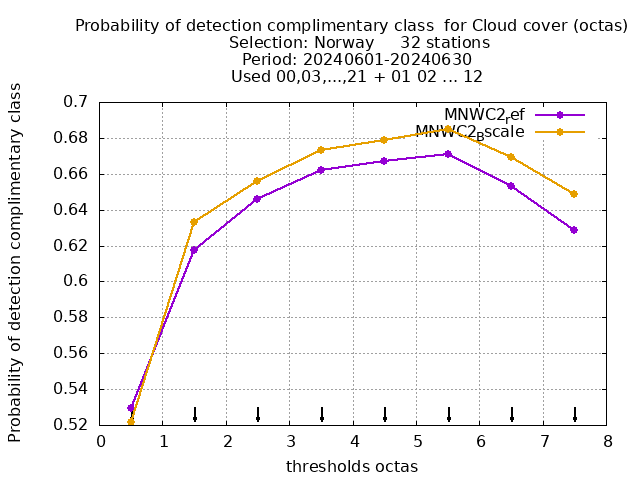 Probability of detection complimentary class  for Cloud cover (octas)
Selection: Norway     32 stations
Period: 20240601-20240630
Used 00,03,...,21 + 01 02 ... 12
Probability of detection complimentary class
0.7
0.68
0.66
0.64
0.62
0.6
0.58
0.56
0.54
0.52
MNWC2ref
MNWC2Bscale
0 1 2 3 4 5 6 7 8
thresholds octas